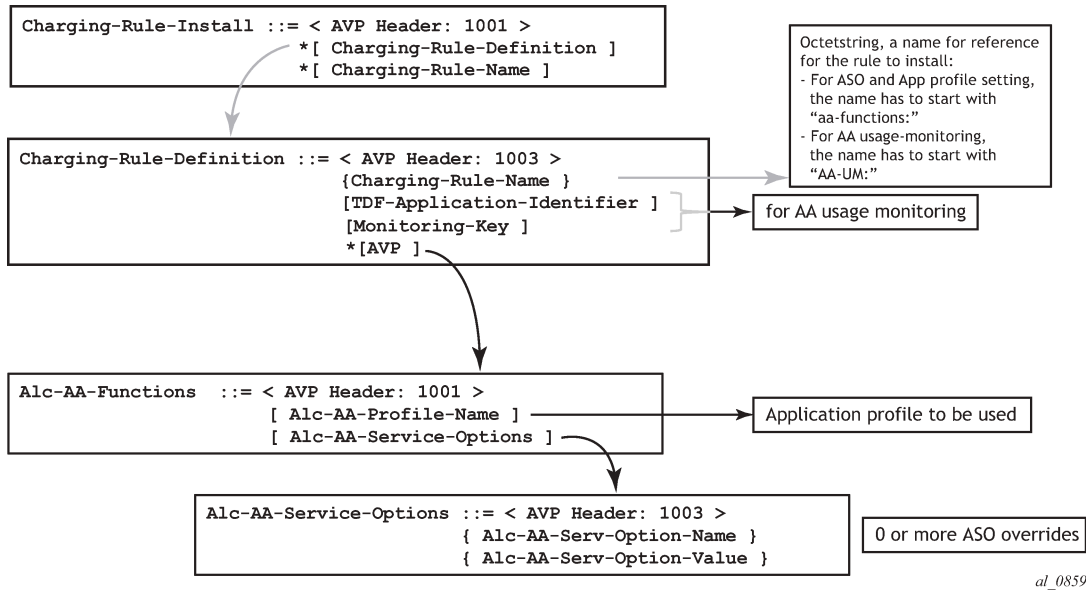 Charging-Rule-Install ::= < AVP Header: 1001 >
*[ Charging-Rule-Definition ]
*[ Charging-Rule-Name ]
Octetstring, a name for reference
for the rule to install:
- For ASO and App profile setting,
the name has to start with
“aa-functions:”
- For AA usage-monitoring,
the name has to start with
“AA-UM:”
Charging-Rule-Definition ::= < AVP Header: 1003 >
{Charging-Rule-Name }
[TDF-Application-Identifier ]
[Monitoring-Key ]
*[AVP ]
for AA usage monitoring
Alc-AA-Functions ::= < AVP Header: 1001 >
[ Alc-AA-Profile-Name ]
[ Alc-AA-Service-Options ]
Application profile to be used
Alc-AA-Service-Options ::= < AVP Header: 1003 >
{ Alc-AA-Serv-Option-Name }
{ Alc-AA-Serv-Option-Value }
0 or more ASO overrides
al_0859